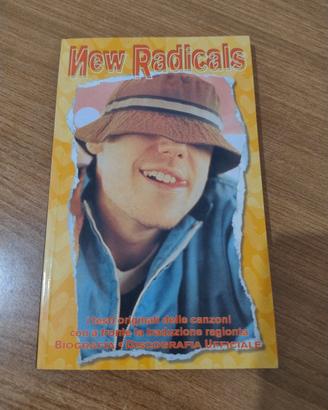 New Radicals
I testi originali delle canzoni
con a fronte la traduzione ragionata
BIOGRAFIA • DISCOGRAFIA UFFICIALE